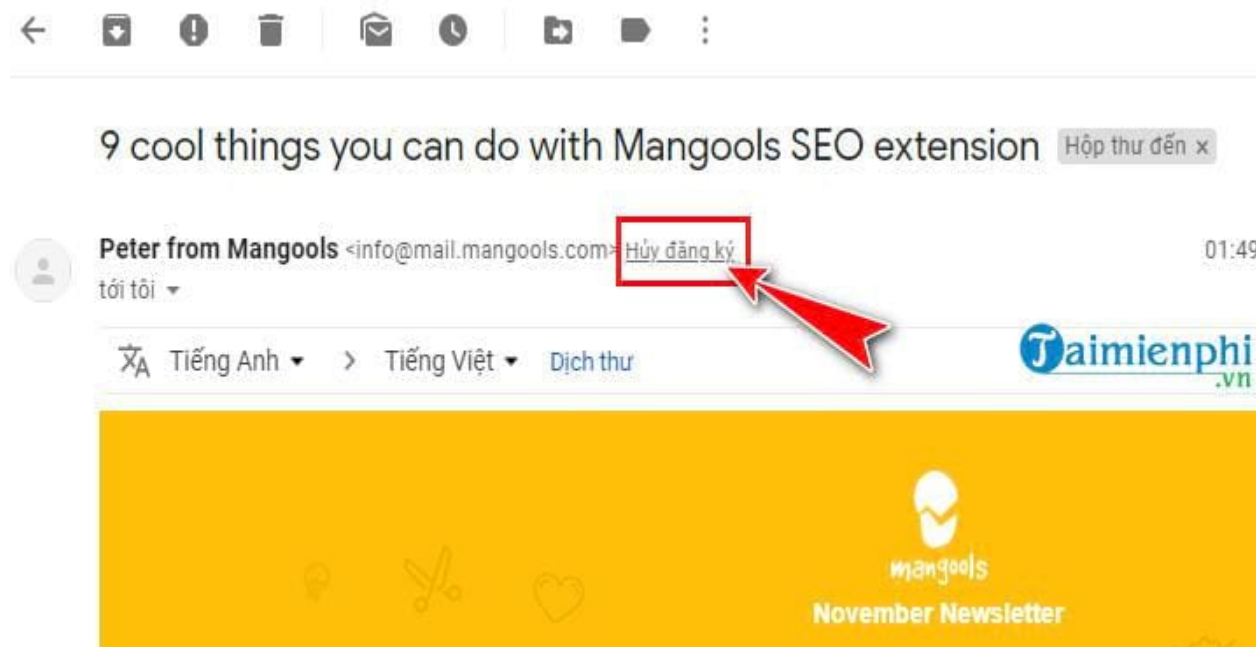 9 cool things you can do with Mangools SEO extension Hộp thư đến x
Peter from Mangools <info@mail.mangools.com> Hủy đăng ký 01:49
tới tôi
Tiếng Anh > Tiếng Việt Dịch thư
Taimienphi
.vn
mangools
November Newsletter